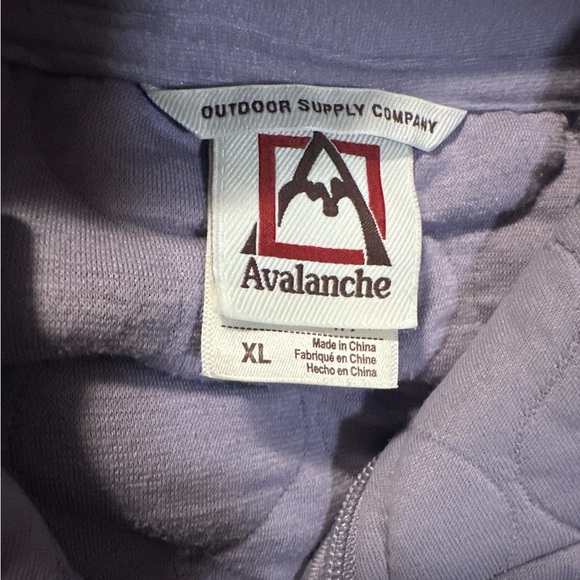 OUTDOOR SUPPLY COMPANY
Avalanche
XL
Made in China
Fabriqué en Chine
Hecho en China